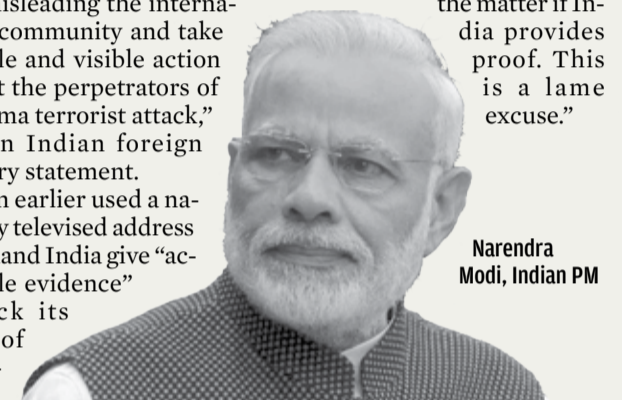 isleading the interna-
community and take
le and visible action
t the perpetrators of
ma terrorist attack,”
n Indian foreign
ry statement.
n earlier used a na-
y televised address
and India give “ac-
le evidence”
ck its
of
the matter if In-
dia provides
proof. This
is a lame
excuse.”
Narendra
Modi, Indian PM